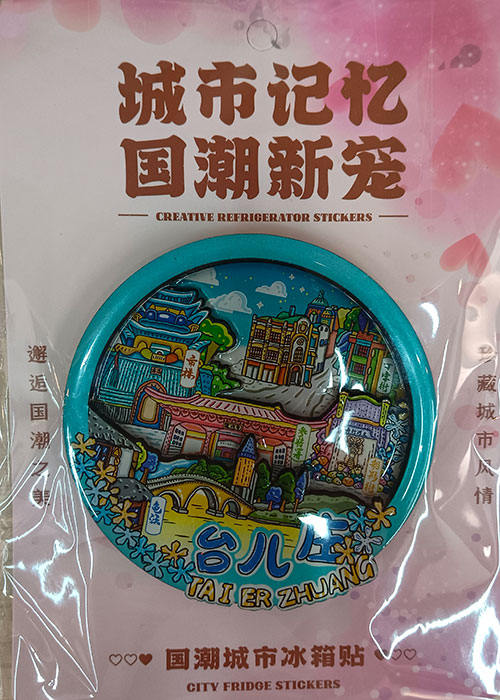 城市记忆
国潮新宠
CREATIVE REFRIGERATOR STICKERS
邂逅国潮之美
藏城市风情
台儿庄
TAI ER ZHUANG
国潮城市冰箱贴
CITY FRIDGE STICKERS